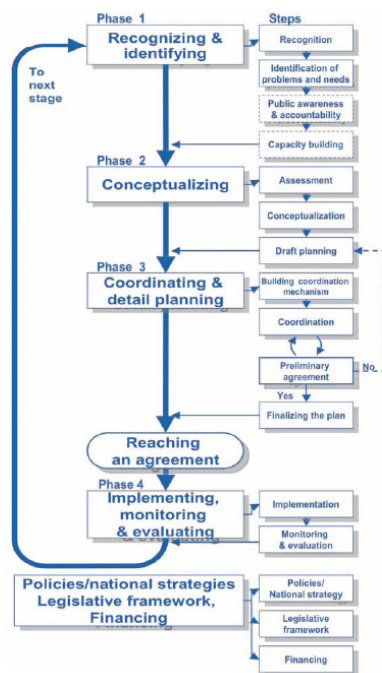 Phase 1
Steps
Recognizing &
identifying
Recognition
To
next
stage
Identification of
problems and needs
Public awareness
& accountability
Capacity building
Phase 2
Conceptualizing
Assessment
Conceptualization
Draft planning
Phase 3
Coordinating &
detail planning
Building coordination
mechanism
Coordination
Preliminary
agreement
No
Yes
Finalizing the plan
Reaching
an agreement
Phase 4
Implementing,
monitoring
& evaluating
Implementation
Monitoring
& evaluation
Policies/national strategies
Legislative framework,
Financing
Policies/
National strategy
Legislative
framework
Financing